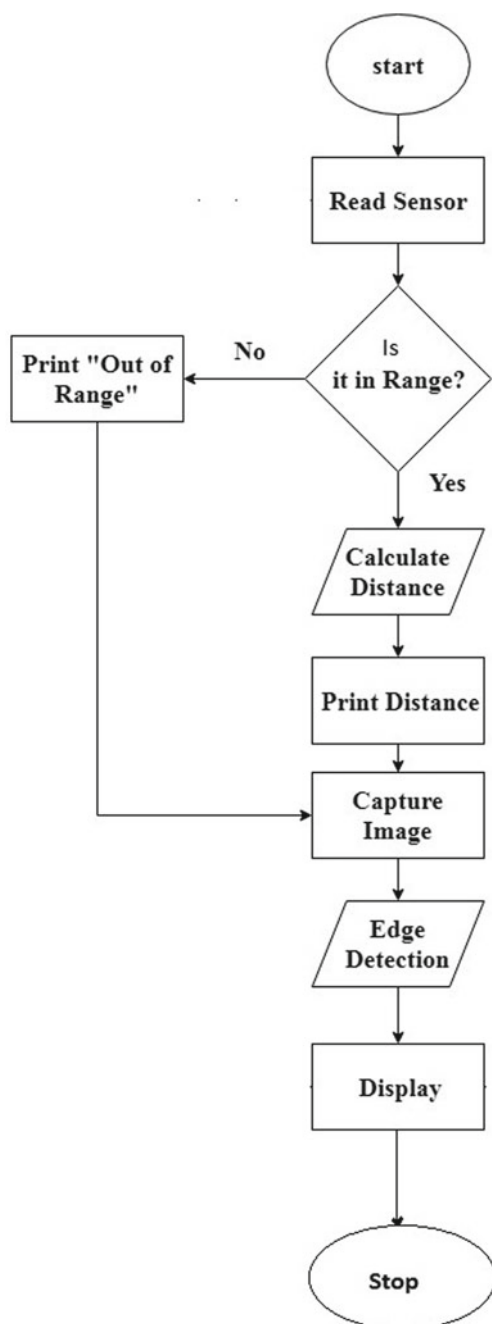 start
Read Sensor
Is
it in Range?
No
Print "Out of
Range"
Yes
Calculate
Distance
Print Distance
Capture
Image
Edge
Detection
Display
Stop